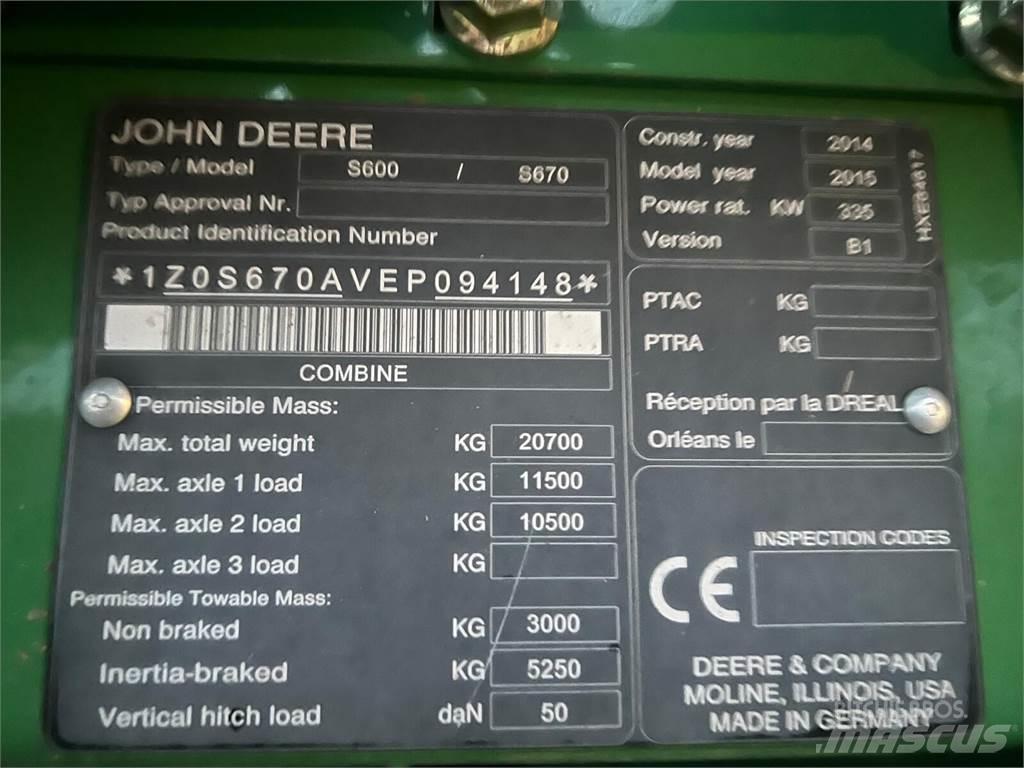 JOHN DEERE
Type / Model S600 / S670
Typ Approval Nr.
Product Identification Number
*1Z0S670AVEP094148*
COMBINE
Permissible Mass:
Max. total weight KG 20700
Max. axle 1 load KG 11500
Max. axle 2 load KG 10500
Max. axle 3 load KG
Permissible Towable Mass:
Non braked KG 3000
Inertia-braked KG 5250
Vertical hitch load daN 50
Constr. year 2014
Model year 2015
Power rat. KW 335
Version B1
PTAC KG
PTRA KG
Réception par la DREAL
Orléans le
INSPECTION CODES
CE
DEERE & COMPANY
MOLINE, ILLINOIS, USA
MADE IN GERMANY
RITCHIE BROS.
MASCUS